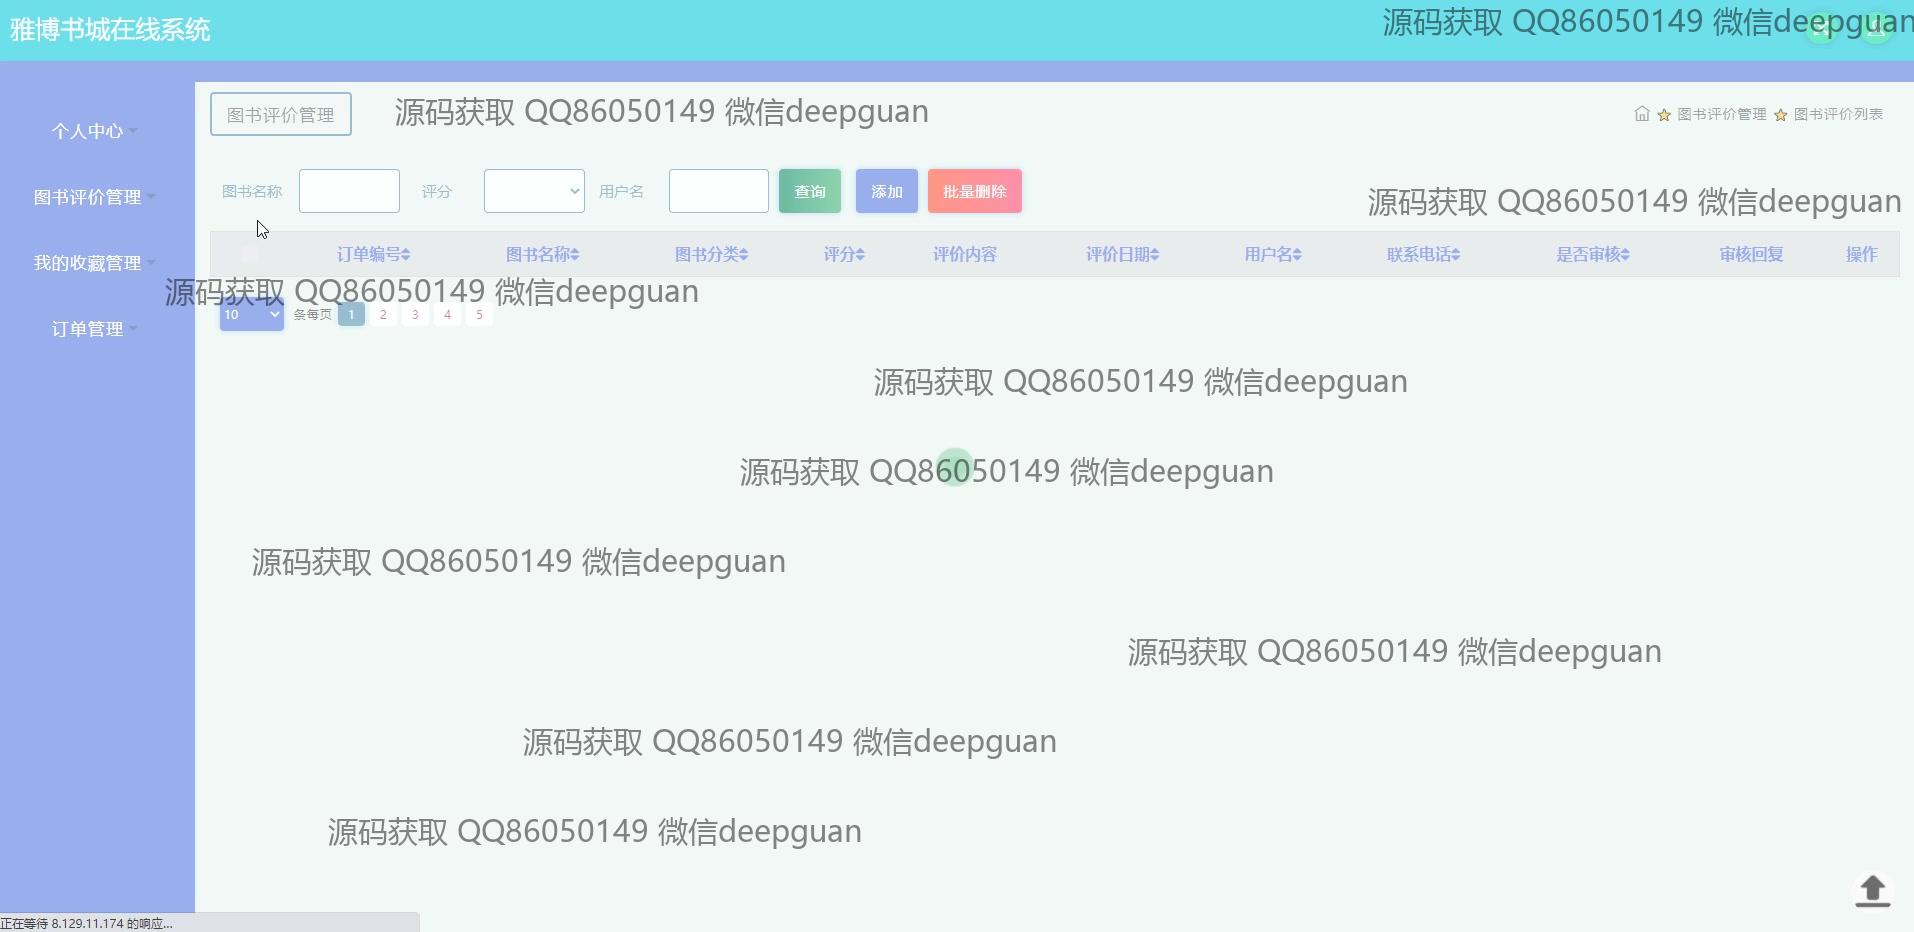 雅博书城在线系统
源码获取 QQ86050149 微信deepguan
个人中心
图书评价管理
我的收藏管理
订单管理
图书评价管理
源码获取 QQ86050149 微信deepguan
图书评价管理 图书评价列表
图书名称 评分 用户名 查询 添加 批量删除
源码获取 QQ86050149 微信deepguan
订单编号 图书名称 图书分类 评分 评价内容 评价日期 用户名 联系电话 是否审核 审核回复 操作
源码获取 QQ86050149 微信deepguan
10 条每页 1 2 3 4 5
源码获取 QQ86050149 微信deepguan
源码获取 QQ86050149 微信deepguan
源码获取 QQ86050149 微信deepguan
源码获取 QQ86050149 微信deepguan
源码获取 QQ86050149 微信deepguan
源码获取 QQ86050149 微信deepguan
正在等待 8.129.11.174 的响应...